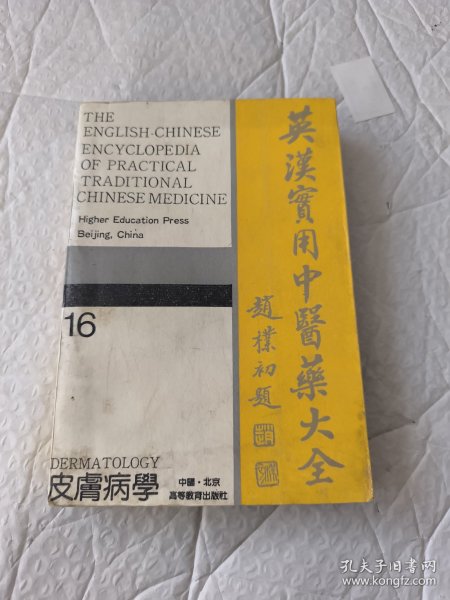 THE
ENGLISH-CHINESE
ENCYCLOPEDIA
OF PRACTICAL
TRADITIONAL
CHINESE MEDICINE
Higher Education Press
Beijing, China
16
DERMATOLOGY
皮膚病學
中國·北京
高等教育出版社
英漢實用中醫藥大全
趙樸初題
孔夫子旧书网
www.kongfz.com